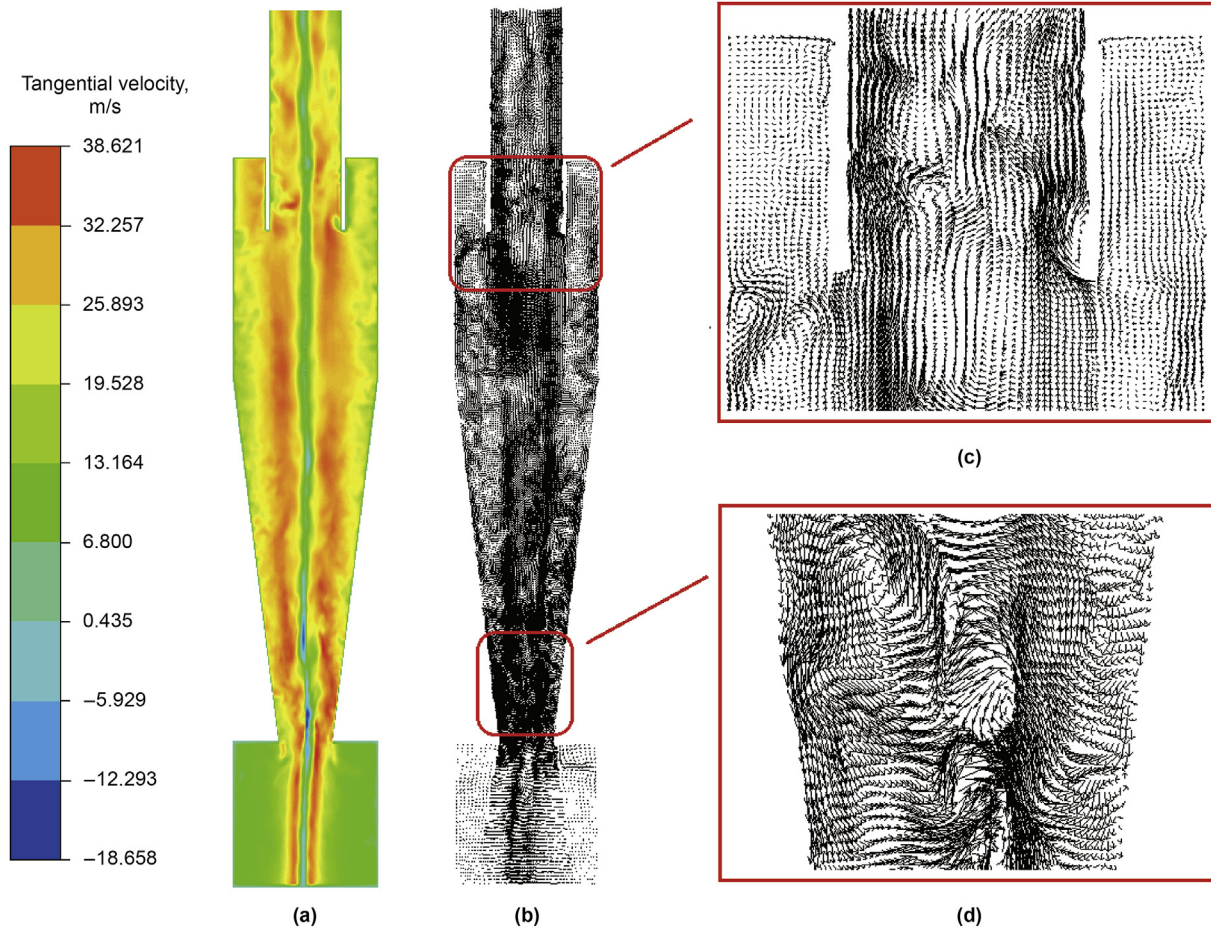 Tangential velocity,
m/s
38.621
32.257
25.893
19.528
13.164
6.800
0.435
–5.929
–12.293
–18.658
(a)
(b)
(c)
(d)